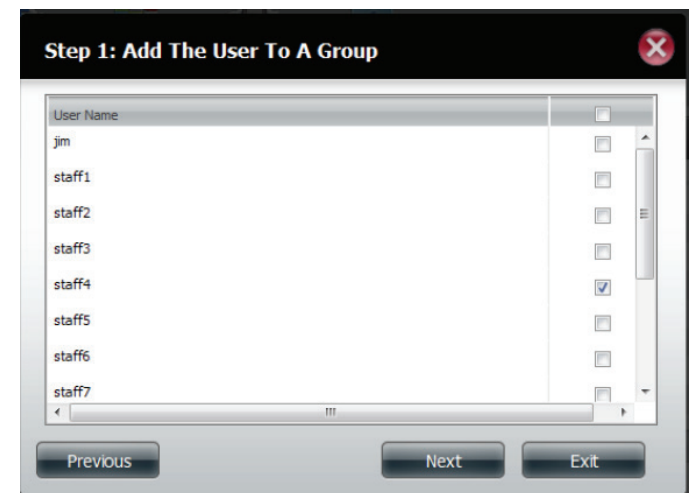 Step 1: Add The User To A Group
User Name
jim
staff1
staff2
staff3
staff4
staff5
staff6
staff7
Previous Next Exit